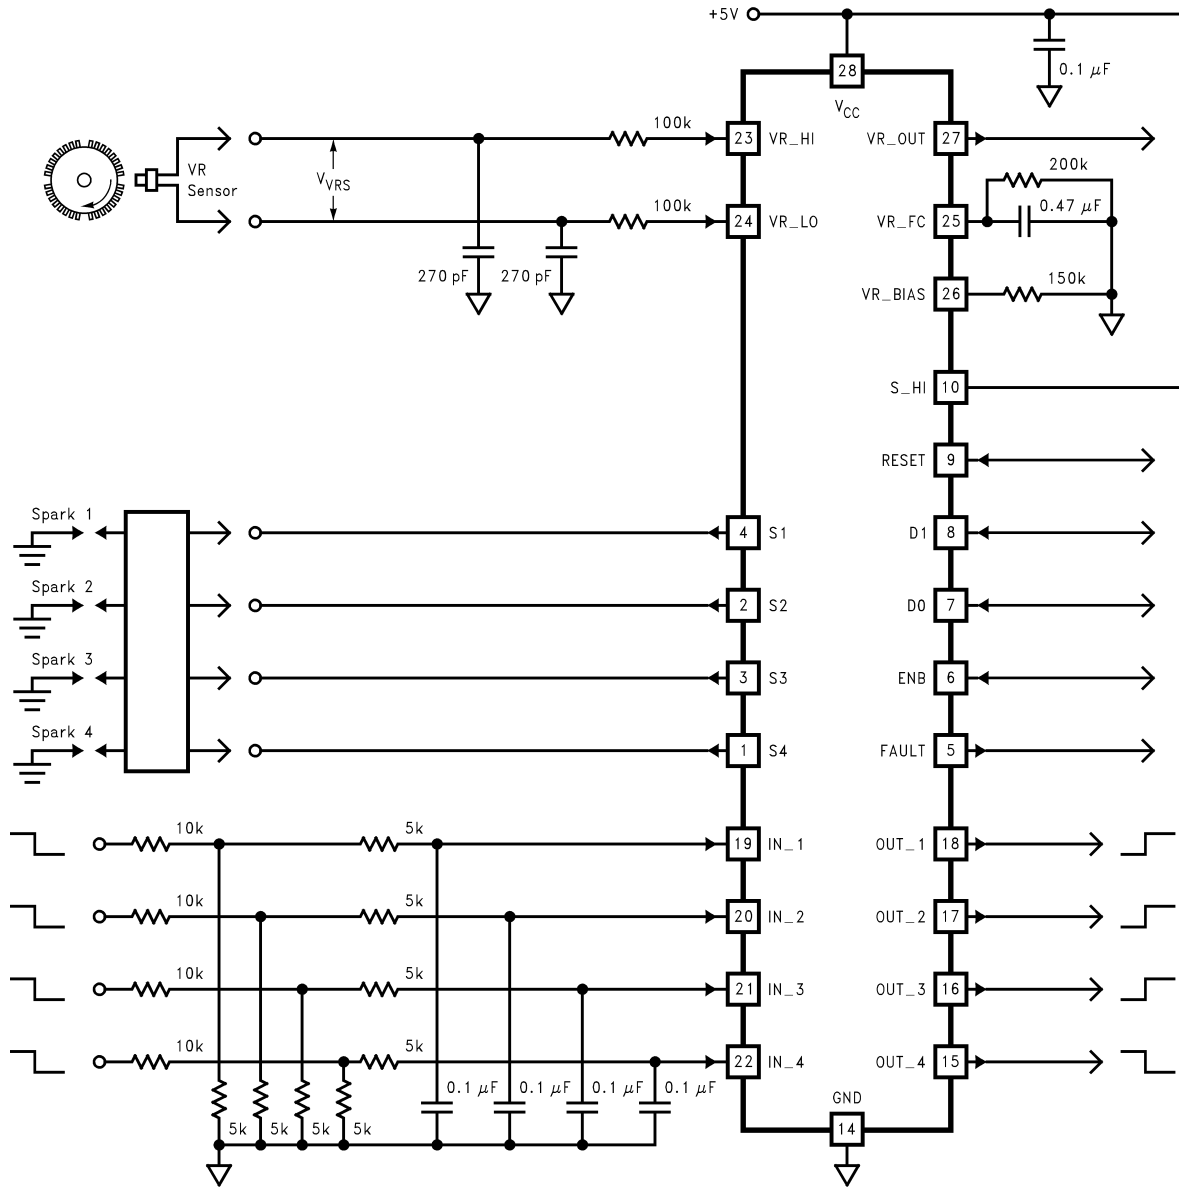 +5V
28
0.1 μF
VCC
100k
23
VR_HI
VR_OUT
27
VR
Sensor
VVRS
200k
0.47 μF
100k
24
VR_LO
VR_FC
25
270 pF
270 pF
150k
VR_BIAS
26
S_HI
10
RESET
9
Spark 1
4
S1
D1
8
Spark 2
2
S2
D0
7
Spark 3
3
S3
ENB
6
Spark 4
1
S4
FAULT
5
10k
5k
19
IN_1
OUT_1
18
10k
5k
20
IN_2
OUT_2
17
10k
5k
21
IN_3
OUT_3
16
10k
5k
22
IN_4
OUT_4
15
0.1 μF
0.1 μF
0.1 μF
0.1 μF
GND
5k
5k
5k
5k
14